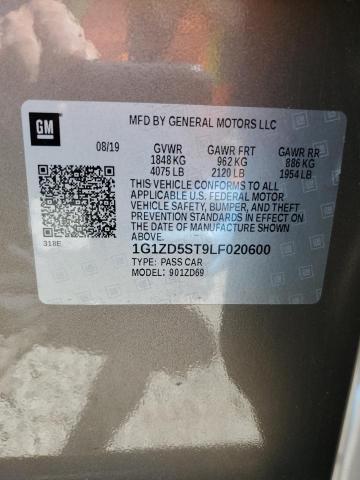 GM
MFD BY GENERAL MOTORS LLC
08/19 GVWR GAWR FRT GAWR RR
1848 KG 962 KG 886 KG
4075 LB 2120 LB 1954 LB
THIS VEHICLE CONFORMS TO ALL
APPLICABLE U.S. FEDERAL MOTOR
VEHICLE SAFETY, BUMPER, AND THEFT
PREVENTION STANDARDS IN EFFECT ON
THE DATE OF MANUFACTURE SHOWN
ABOVE.
318E
1G1ZD5ST9LF020600
TYPE: PASS CAR
MODEL: 901ZD69